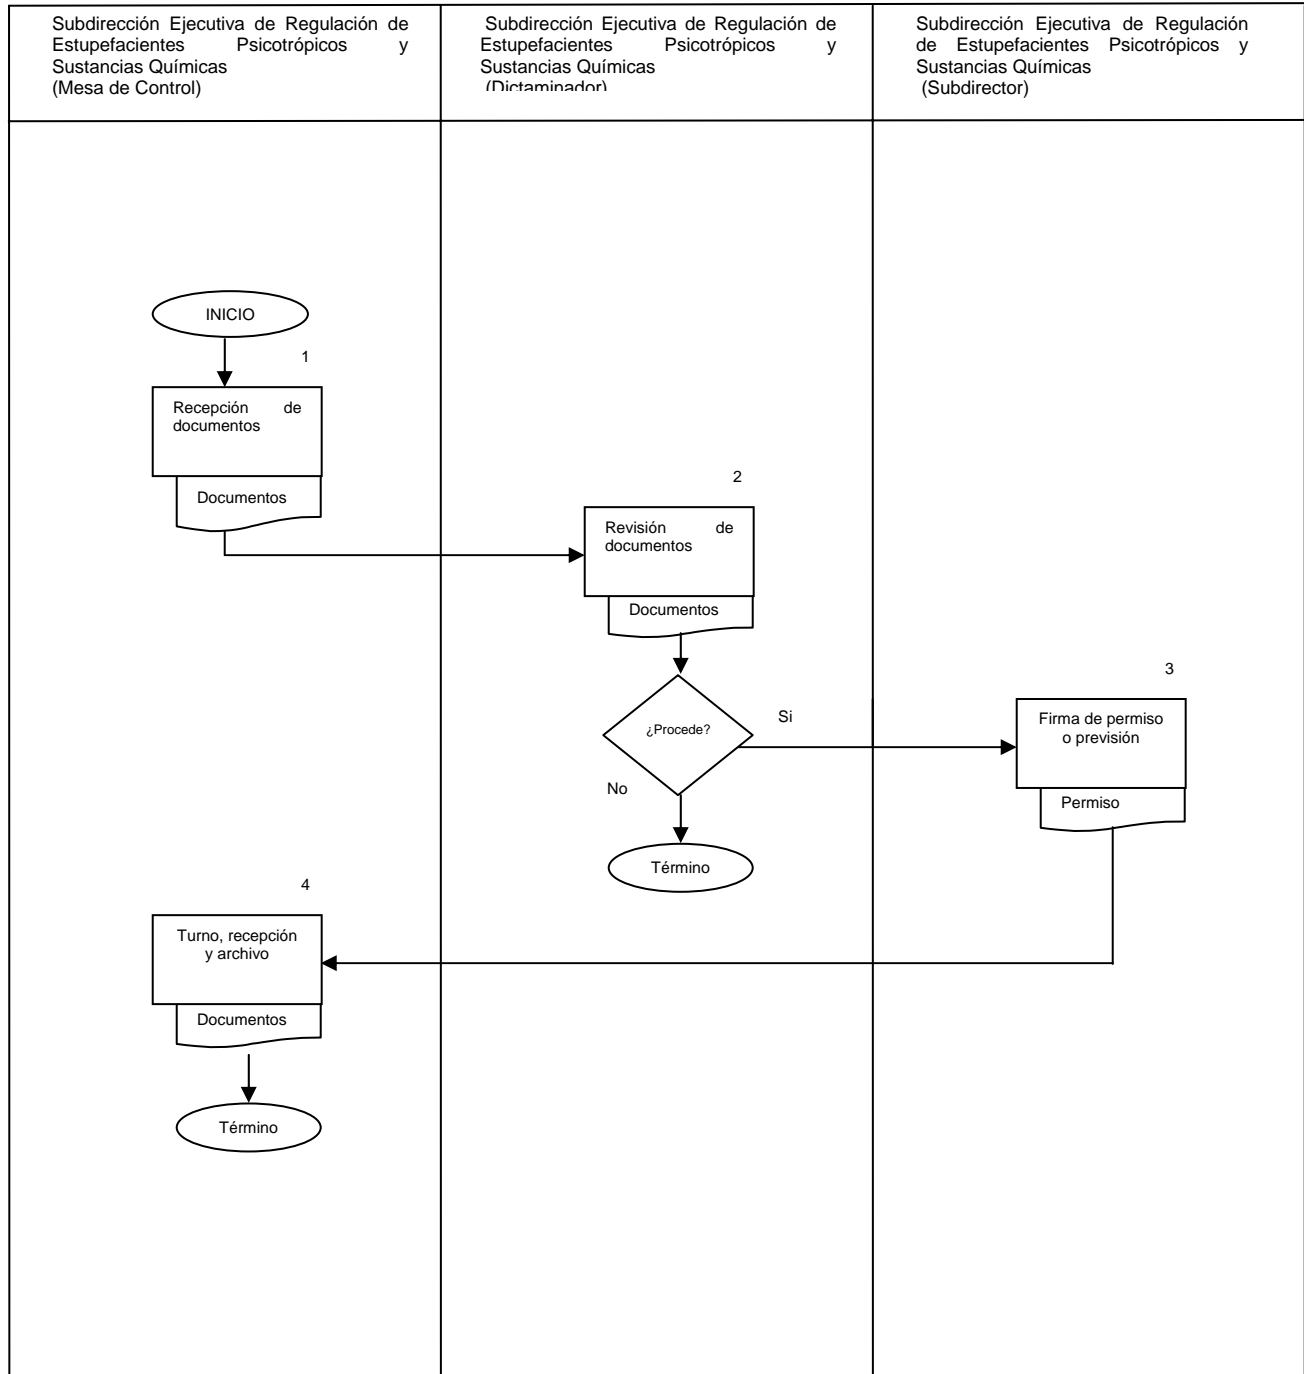 Subdirección Ejecutiva de Regulación de
Estupefacientes Psicotrópicos y
Sustancias Químicas
(Mesa de Control)
Subdirección Ejecutiva de Regulación de
Estupefacientes Psicotrópicos y
Sustancias Químicas
(Dictaminador)
Subdirección Ejecutiva de Regulación
de Estupefacientes Psicotrópicos y
Sustancias Químicas
(Subdirector)
INICIO
1
Recepción de
documentos
Documentos
2
Revisión de
documentos
Documentos
¿Procede?
Si
No
Término
3
Firma de permiso
o previsión
Permiso
4
Turno, recepción
y archivo
Documentos
Término